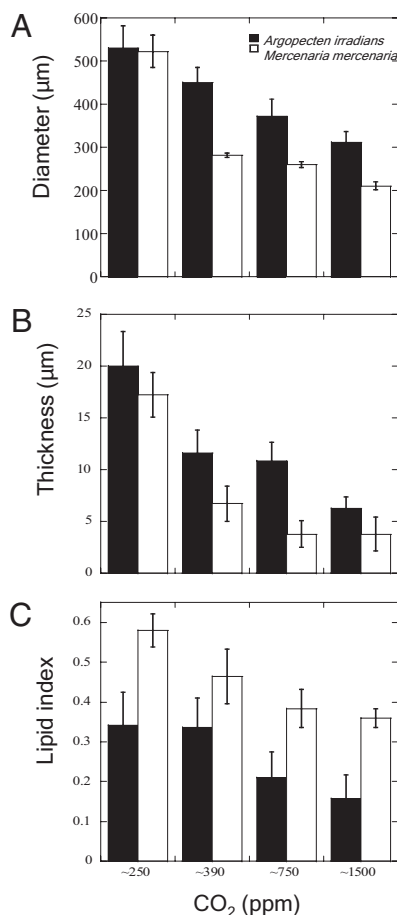 A
600
500
400
300
200
100
0
Diameter (μm)
Argopecten irradians
Mercenaria mercenaria
B
25
20
15
10
5
0
Thickness (μm)
C
0.6
0.5
0.4
0.3
0.2
0.1
0
Lipid index
~250 ~390 ~750 ~1500
CO₂ (ppm)